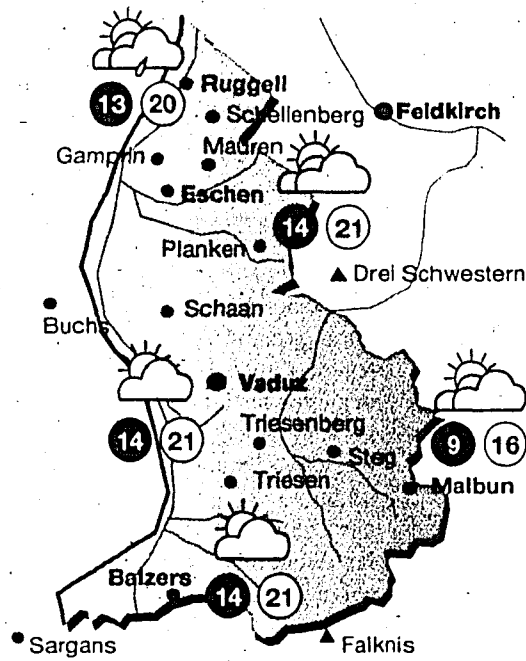 Ruggell
13 20
Schellenberg
Feldkirch
Gamprin
Mauren
Eschen
14 21
Planken
Drei Schwestern
Buchs
Schaan
Vaduz
14 21
Triesenberg
9 16
Steg
Triesen
Malbun
Balzers
14 21
Sargans
Falknis